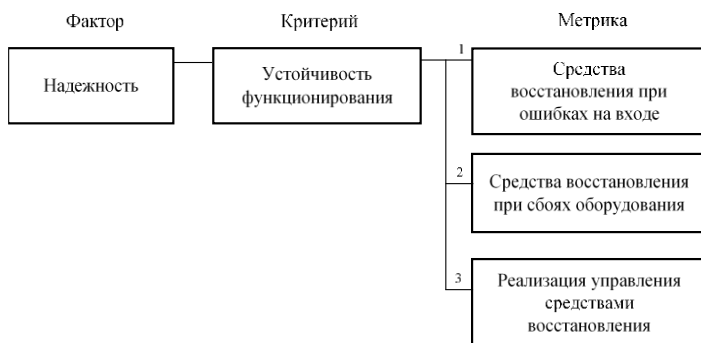 Фактор
Критерий
Метрика
Надежность
Устойчивость
функционирования
1
Средства
восстановления при
ошибках на входе
2
Средства восстановления
при сбоях оборудования
3
Реализация управления
средствами
восстановления